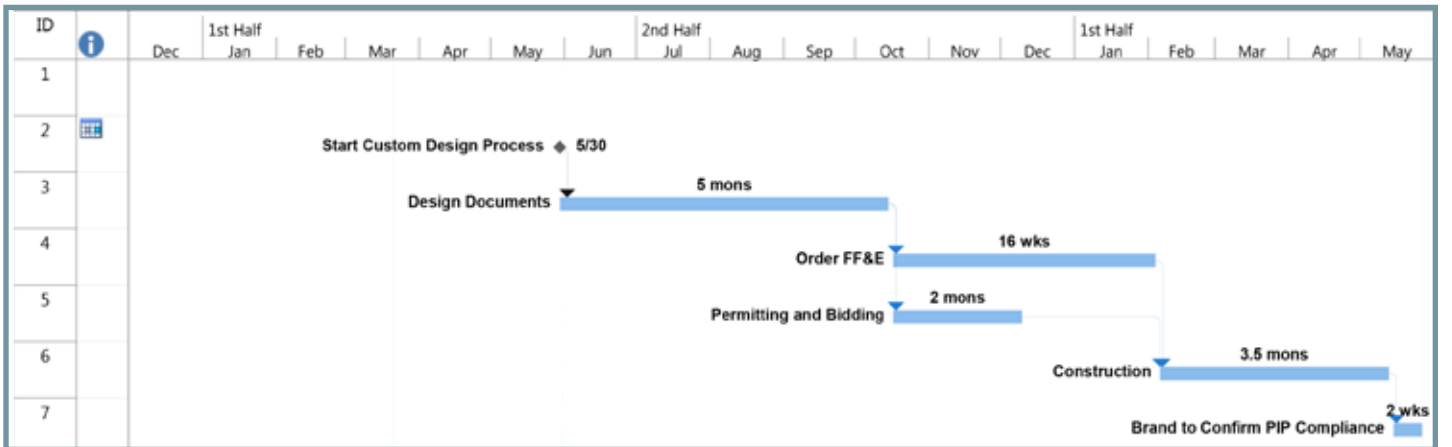 ID
1st Half 2nd Half 1st Half
Dec Jan Feb Mar Apr May Jun Jul Aug Sep Oct Nov Dec Jan Feb Mar Apr May
1
2
Start Custom Design Process 5/30
3
5 mons
Design Documents
4
16 wks
Order FF&E
5
2 mons
Permitting and Bidding
6
3.5 mons
Construction
7
2 wks
Brand to Confirm PIP Compliance